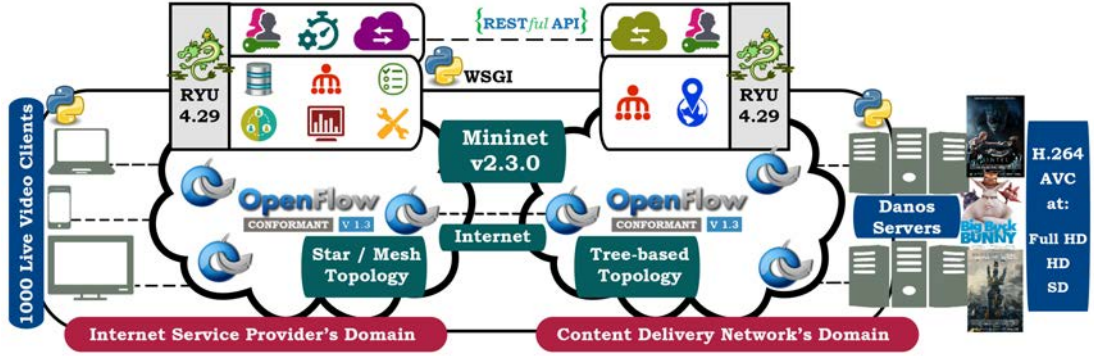 {RESTful API}
WSGI
RYU
4.29
RYU
4.29
1000 Live Video Clients
Mininet
v2.3.0
OpenFlow
CONFORMANT V 1.3
OpenFlow
CONFORMANT V 1.3
Internet
Star / Mesh
Topology
Tree-based
Topology
Danos
Servers
Big Buck
BUNNY
H.264
AVC
at:
Full HD
HD
SD
Internet Service Provider's Domain
Content Delivery Network's Domain